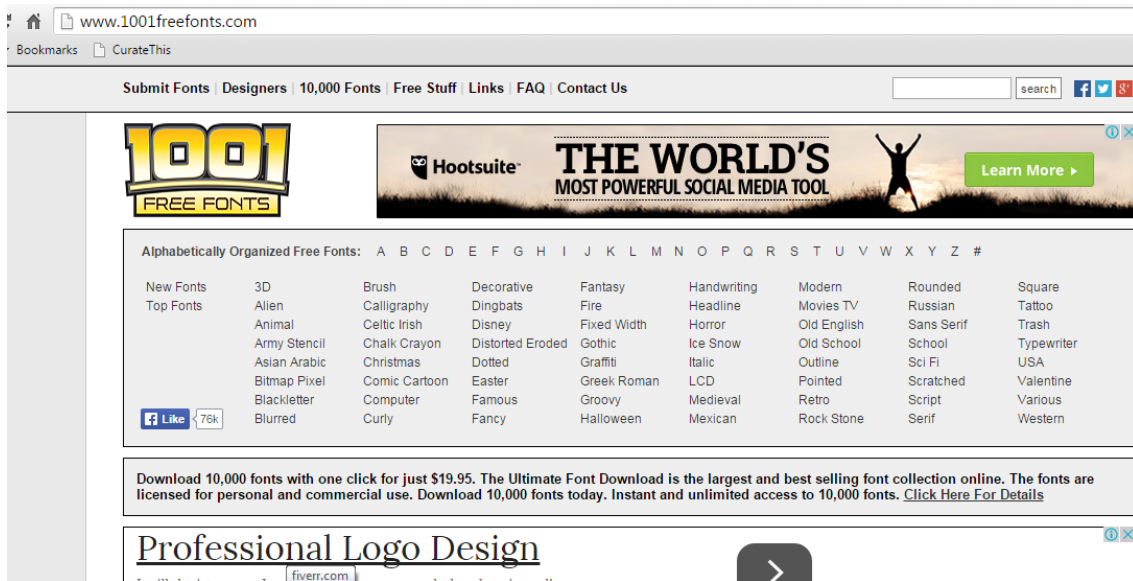 www.1001freefonts.com
Bookmarks CurateThis
Submit Fonts | Designers | 10,000 Fonts | Free Stuff | Links | FAQ | Contact Us search
1001
FREE FONTS
Hootsuite™ THE WORLD'S
MOST POWERFUL SOCIAL MEDIA TOOL
Learn More
Alphabetically Organized Free Fonts: A B C D E F G H I J K L M N O P Q R S T U V W X Y Z #
New Fonts 3D Brush Decorative Fantasy Handwriting Modern Rounded Square
Top Fonts Alien Calligraphy Dingbats Fire Headline Movies TV Russian Tattoo
Animal Celtic Irish Disney Fixed Width Horror Old English Sans Serif Trash
Army Stencil Chalk Crayon Distorted Eroded Gothic Ice Snow Old School School Typewriter
Asian Arabic Christmas Dotted Graffiti Italic Outline Sci Fi USA
Bitmap Pixel Comic Cartoon Easter Greek Roman LCD Pointed Scratched Valentine
Blackletter Computer Famous Groovy Medieval Retro Script Various
Like 76k Blurred Curly Fancy Halloween Mexican Rock Stone Serif Western
Download 10,000 fonts with one click for just $19.95. The Ultimate Font Download is the largest and best selling font collection online. The fonts are
licensed for personal and commercial use. Download 10,000 fonts today. Instant and unlimited access to 10,000 fonts. Click Here For Details
Professional Logo Design
fiverr.com